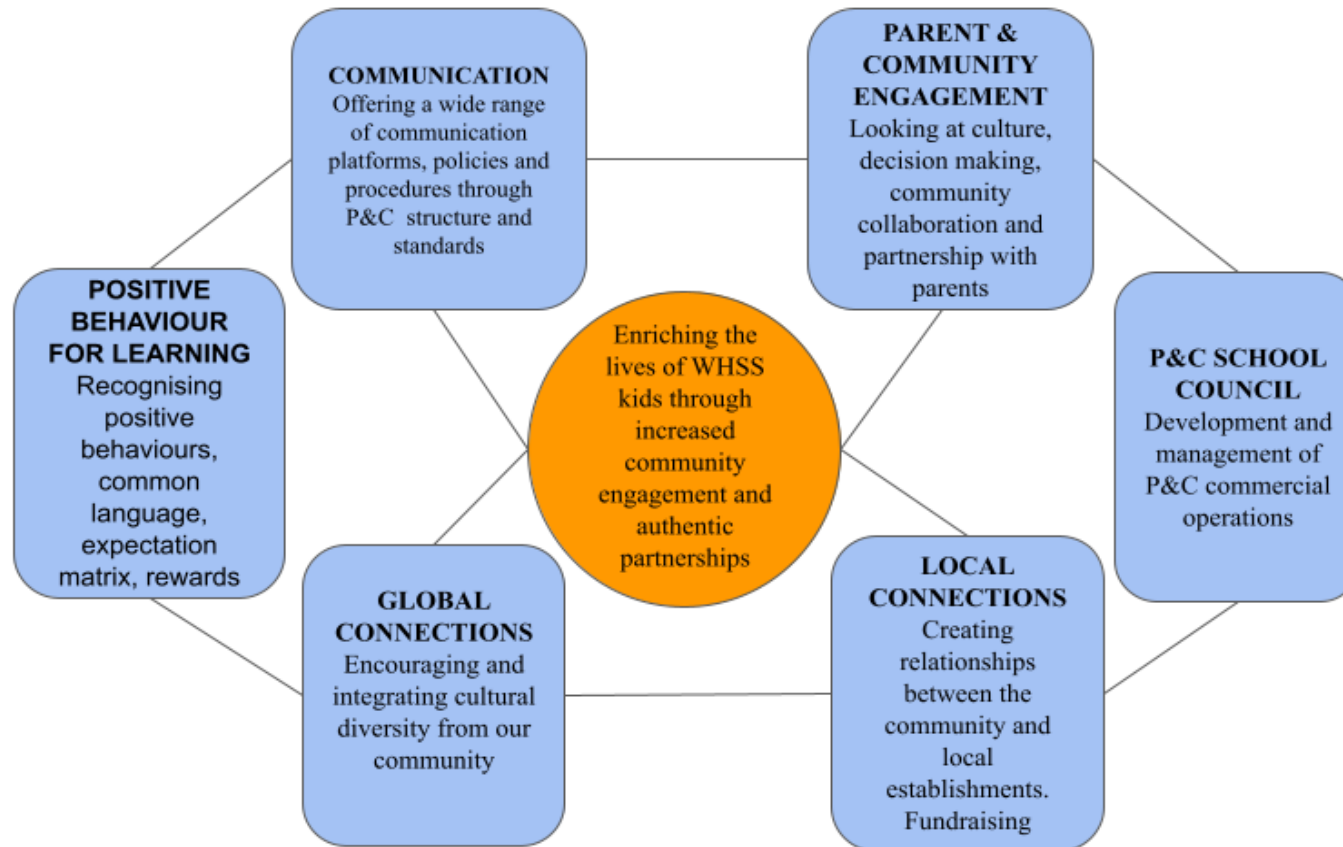 COMMUNICATION
Offering a wide range
of communication
platforms, policies and
procedures through
P&C structure and
standards
PARENT &
COMMUNITY
ENGAGEMENT
Looking at culture,
decision making,
community
collaboration and
partnership with
parents
POSITIVE
BEHAVIOUR
FOR LEARNING
Recognising
positive
behaviours,
common
language,
expectation
matrix, rewards
Enriching the
lives of WHSS
kids through
increased
community
engagement and
authentic
partnerships
P&C SCHOOL
COUNCIL
Development and
management of
P&C commercial
operations
GLOBAL
CONNECTIONS
Encouraging and
integrating cultural
diversity from our
community
LOCAL
CONNECTIONS
Creating
relationships
between the
community and
local
establishments.
Fundraising